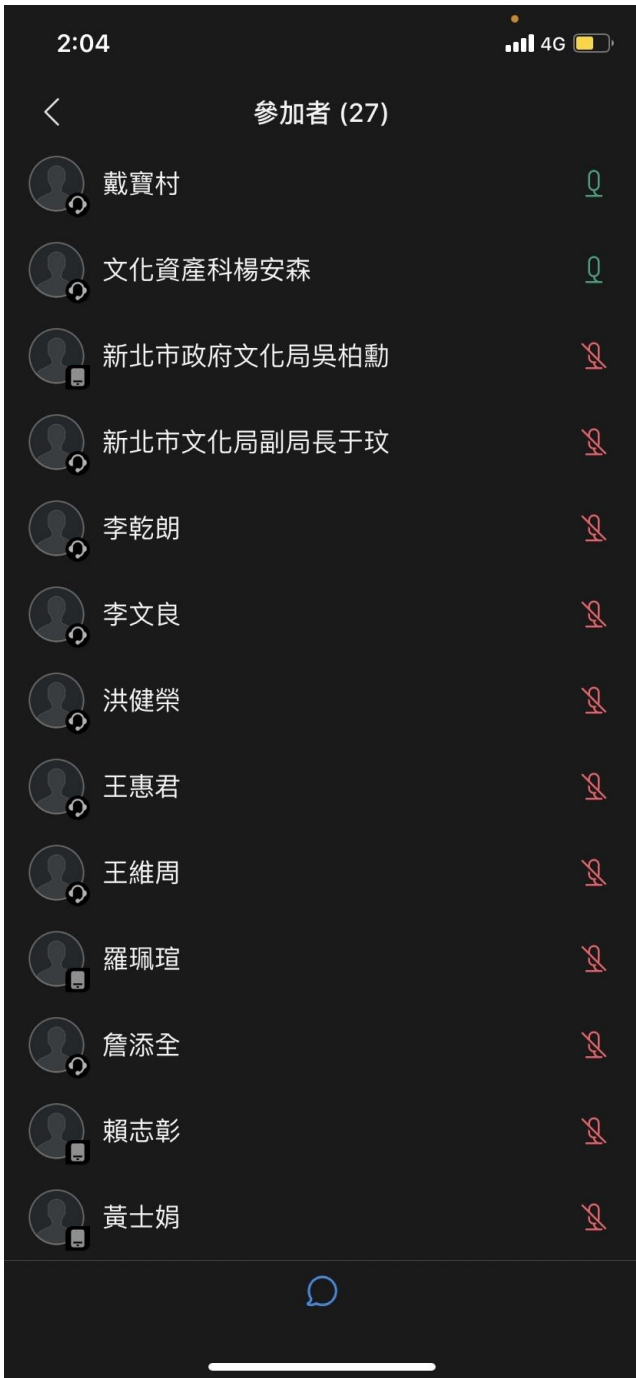 2:04
4G
參加者 (27)
戴寶村
文化資產科楊安森
新北市政府文化局吳柏勳
新北市文化局副局長于玟
李乾朗
李文良
洪健榮
王惠君
王維周
羅珮瑄
詹添全
賴志彰
黃士娟